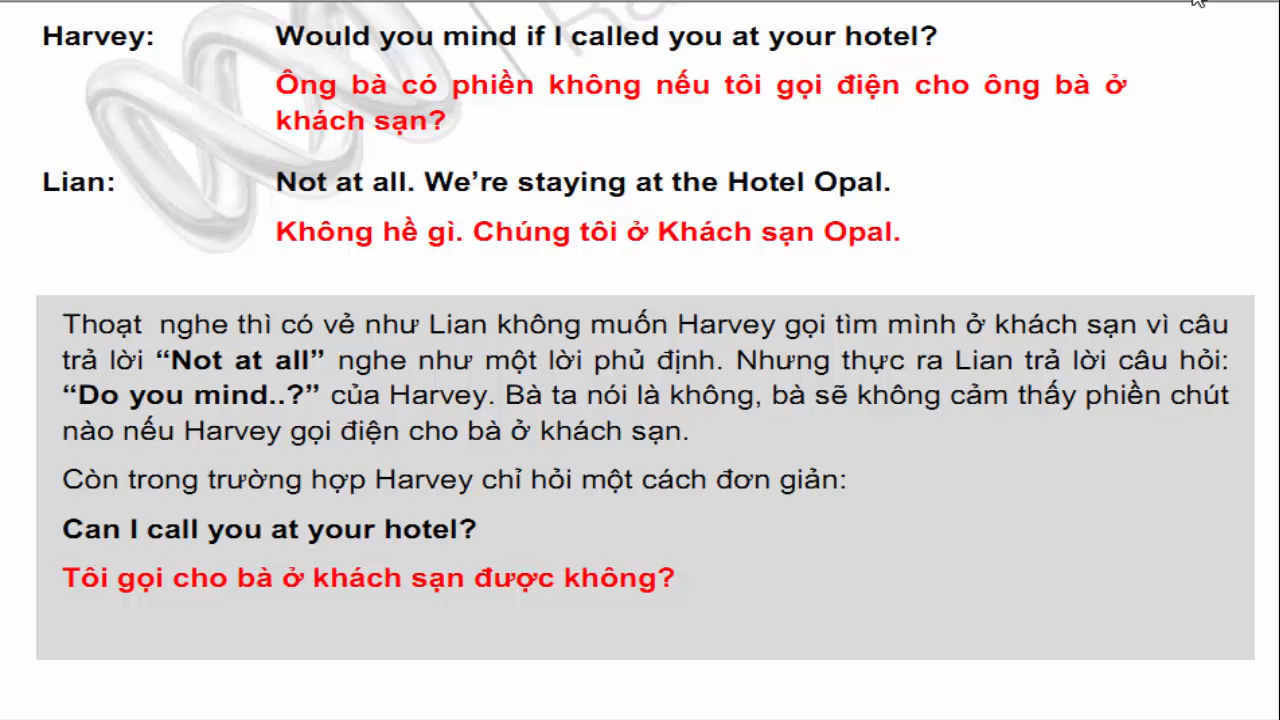 Harvey: Would you mind if I called you at your hotel?
Ông bà có phiền không nếu tôi gọi điện cho ông bà ở
khách sạn?
Lian: Not at all. We’re staying at the Hotel Opal.
Không hề gì. Chúng tôi ở Khách sạn Opal.
Thoạt nghe thì có vẻ như Lian không muốn Harvey gọi tìm mình ở khách sạn vì câu
trả lời “Not at all” nghe như một lời phủ định. Nhưng thực ra Lian trả lời câu hỏi:
“Do you mind..?” của Harvey. Bà ta nói là không, bà sẽ không cảm thấy phiền chút
nào nếu Harvey gọi điện cho bà ở khách sạn.
Còn trong trường hợp Harvey chỉ hỏi một cách đơn giản:
Can I call you at your hotel?
Tôi gọi cho bà ở khách sạn được không?